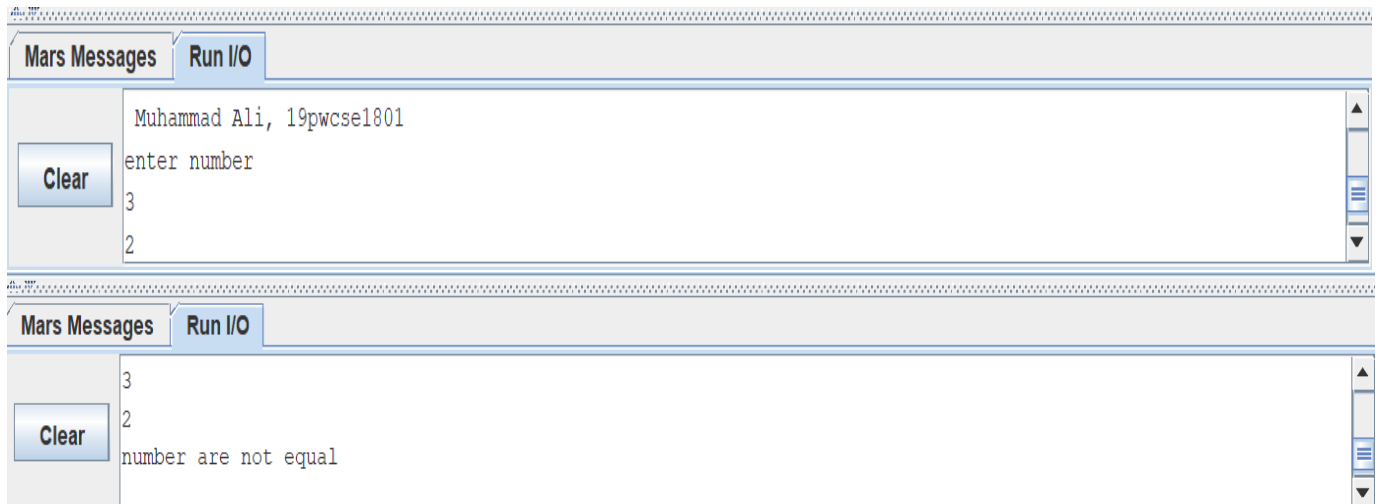 Mars Messages Run I/O
Muhammad Ali, 19pwcse1801
enter number
Clear
3
2
Mars Messages Run I/O
3
2
Clear
number are not equal